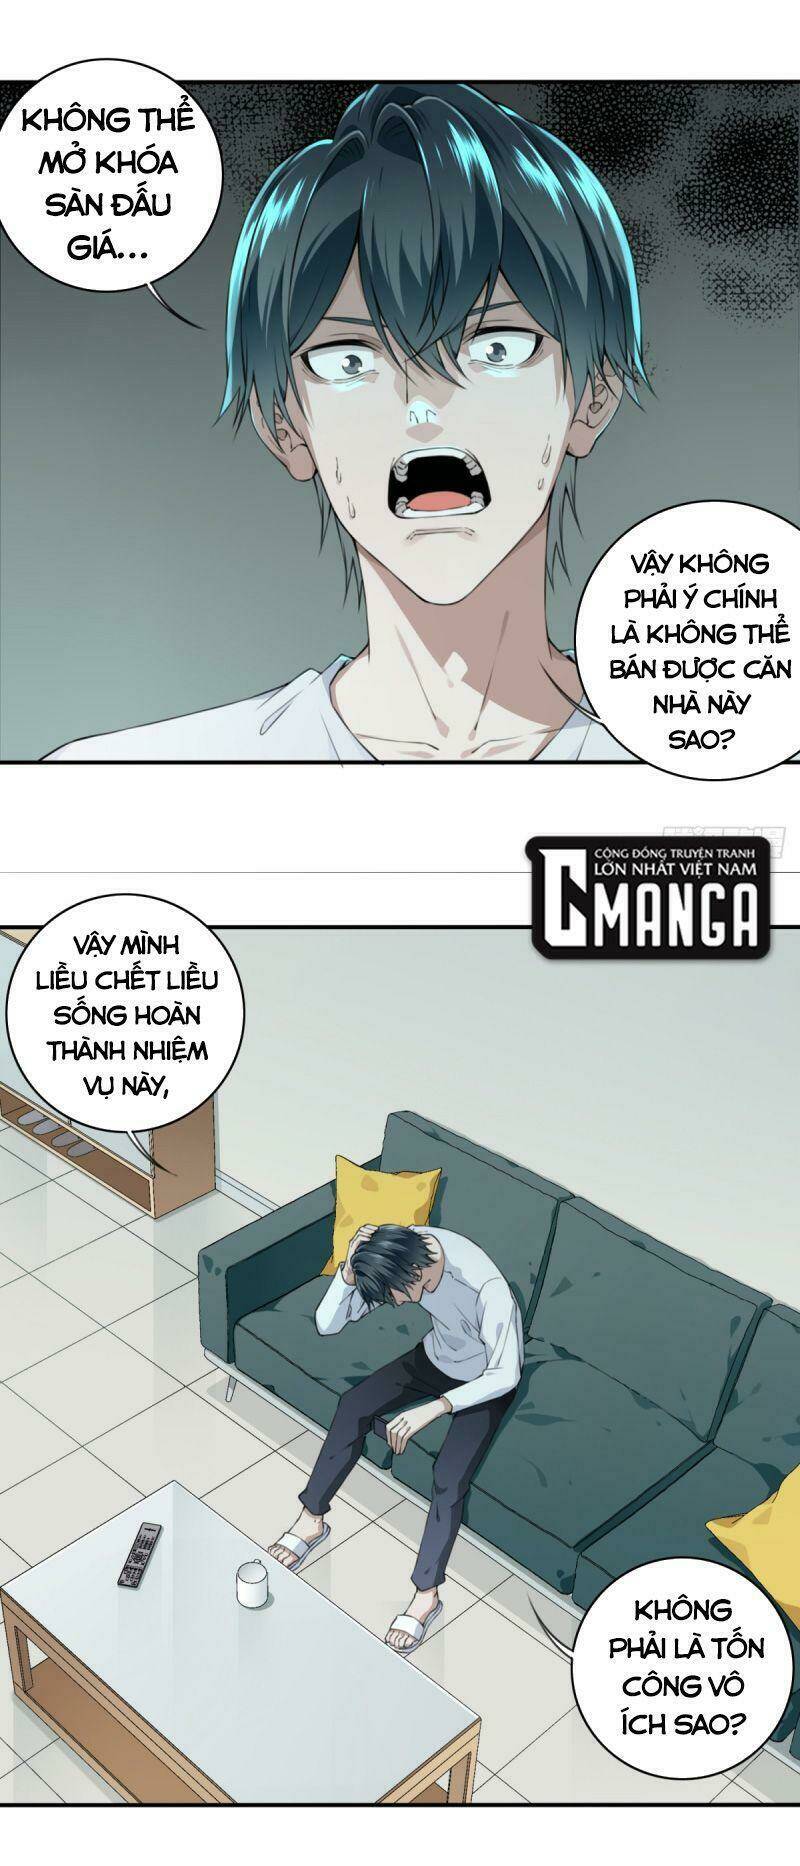 KHÔNG THỂ
MỞ KHÓA
SÀN ĐẤU
GIÁ...
VẬY KHÔNG
PHẢI Ý CHÍNH
LÀ KHÔNG THỂ
BÁN ĐƯỢC CĂN
NHÀ NÀY
SAO?
CỘNG ĐỒNG TRUYỆN TRANH
LỚN NHẤT VIỆT NAM
CMANGA
VẬY MÌNH
LIỀU CHẾT LIỀU
SỐNG HOÀN
THÀNH NHIỆM
VỤ NÀY,
KHÔNG
PHẢI LÀ TỐN
CÔNG VÔ
ÍCH SAO?